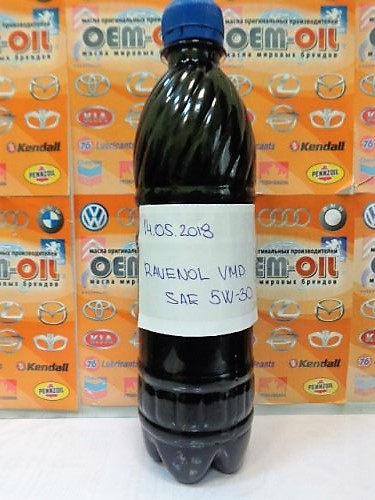 масла оригинальных производителей
OEM-OIL
масла мировых брендов
KIA
76 Lubricants
Kendall
PENNZOIL
14.05.2018
RAVENOL VMD
SAE 5W-30